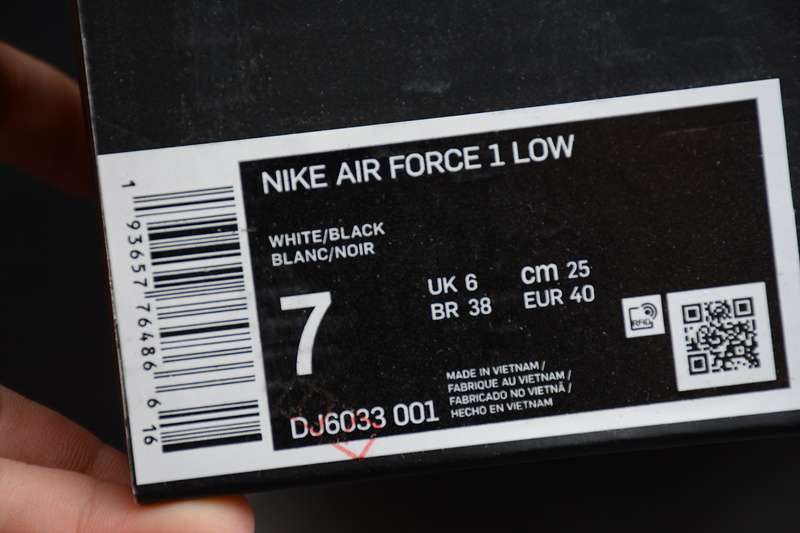 NIKE AIR FORCE 1 LOW
WHITE/BLACK
BLANC/NOIR
7
UK 6
BR 38
cm 25
EUR 40
RFID
MADE IN VIETNAM /
FABRIQUE AU VIETNAM /
FABRICADO NO VIETNÃ /
HECHO EN VIETNAM
DJ6033 001
1 93657 76486 6 16